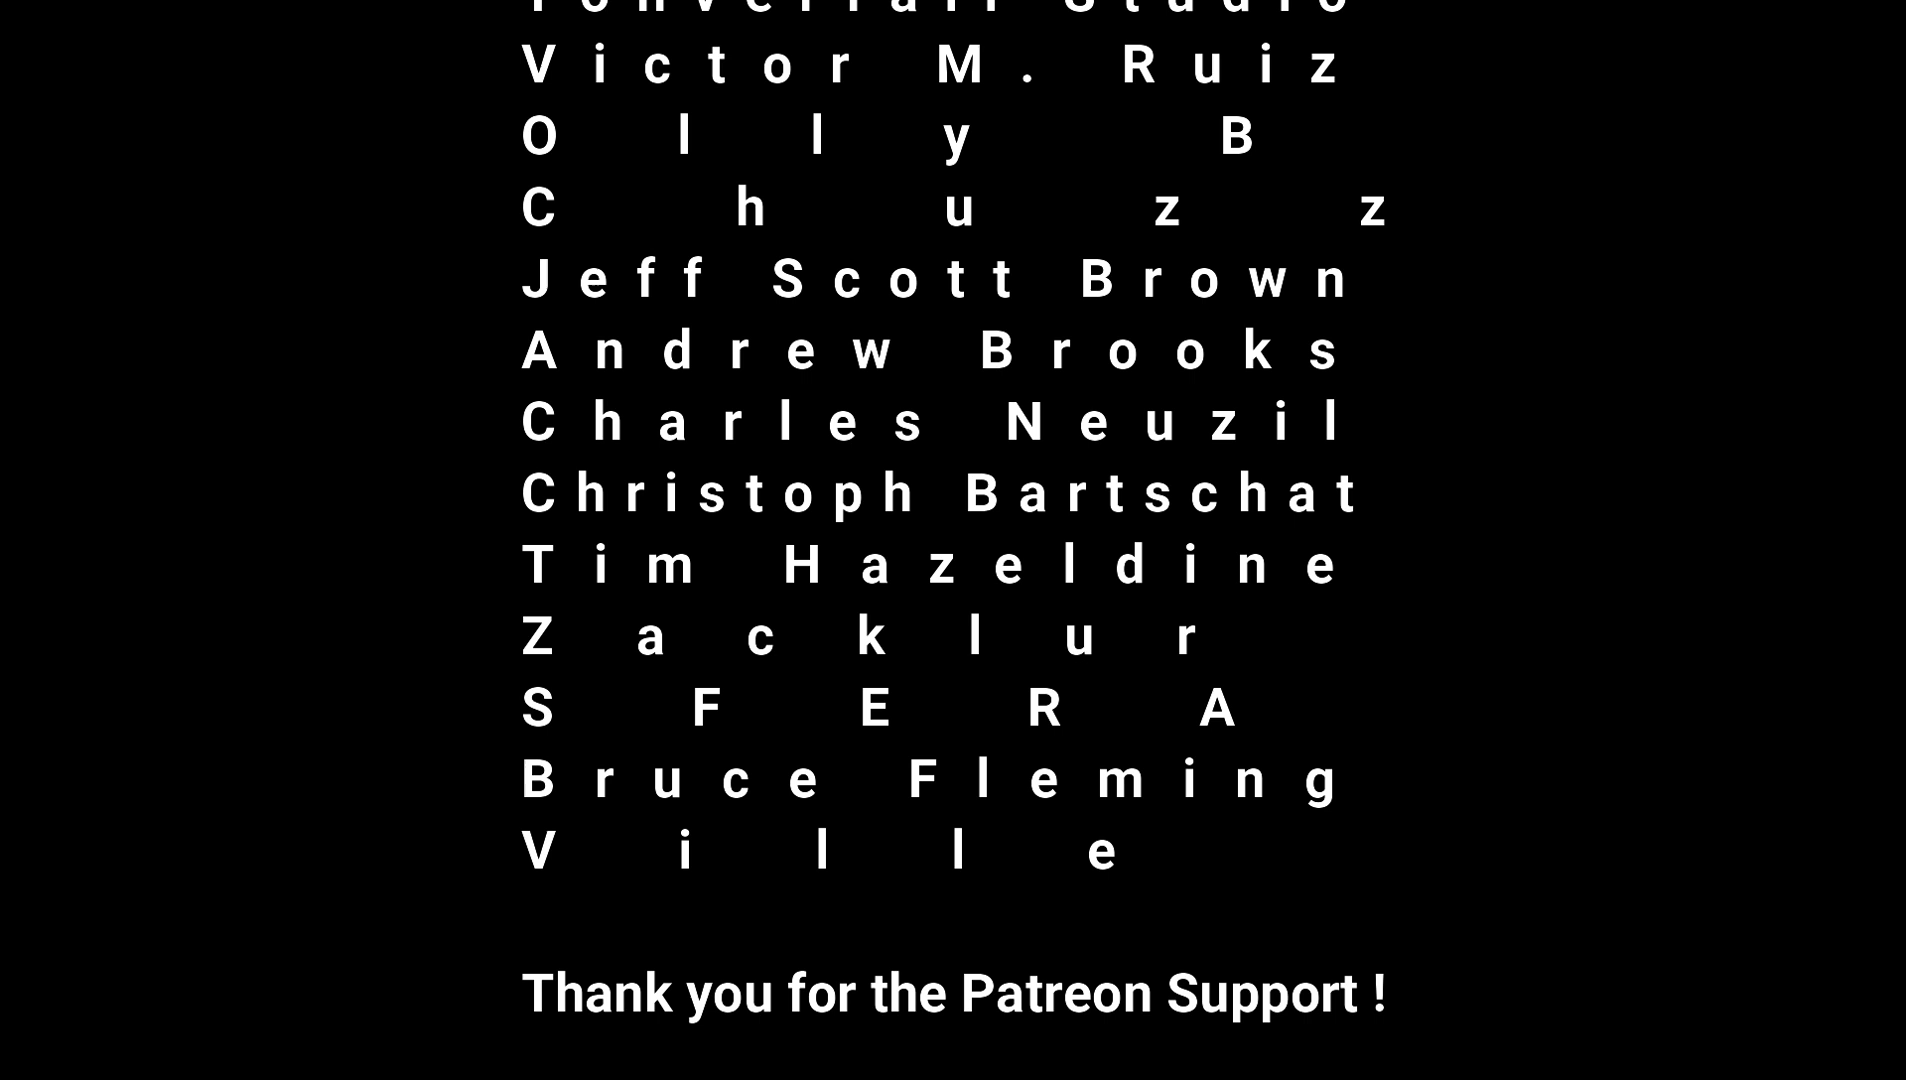 Studio
Victor M. Ruiz
Olly B
Chuzz
Jeff Scott Brown
Andrew Brooks
Charles Neuzil
Christoph Bartschat
Tim Hazeldine
Zacklur
SFERA
Bruce Fleming
Ville
Thank you for the Patreon Support !